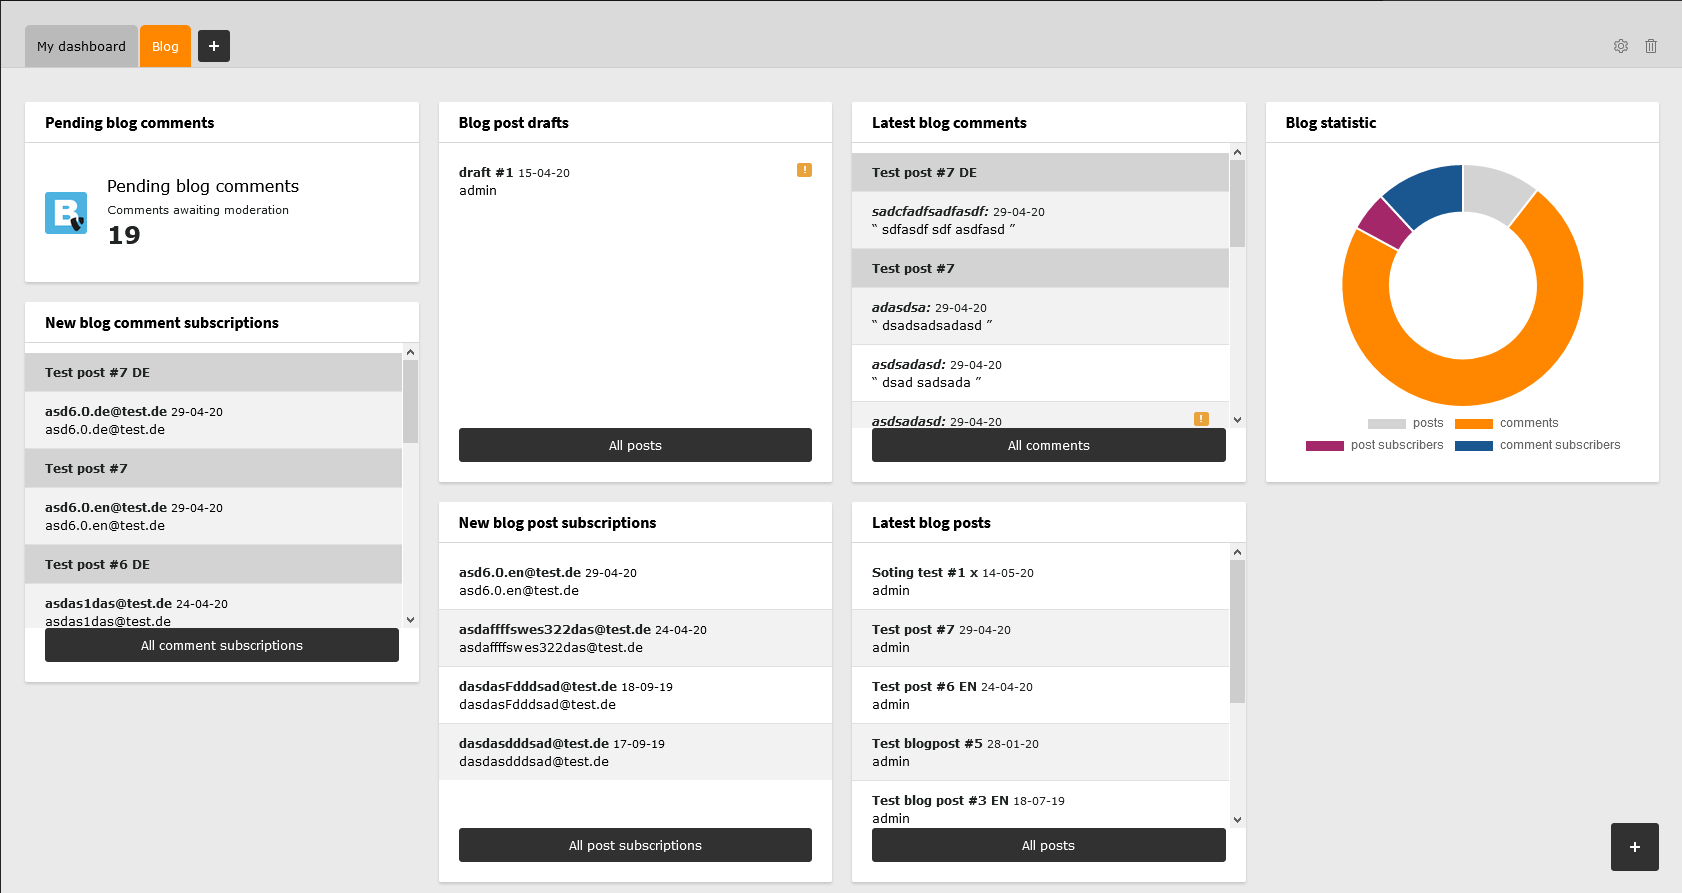 My dashboard
Blog
+
Pending blog comments
Pending blog comments
Comments awaiting moderation
19
New blog comment subscriptions
Test post #7 DE
asd6.0.de@test.de 29-04-20
asd6.0.de@test.de
Test post #7
asd6.0.en@test.de 29-04-20
asd6.0.en@test.de
Test post #6 DE
asdas1das@test.de 24-04-20
asdas1das@test.de
All comment subscriptions
Blog post drafts
draft #1 15-04-20
admin
All posts
New blog post subscriptions
asd6.0.en@test.de 29-04-20
asd6.0.en@test.de
asdaffffswes322das@test.de 24-04-20
asdaffffswes322das@test.de
dasdasFdddsad@test.de 18-09-19
dasdasFdddsad@test.de
dasdasdddsad@test.de 17-09-19
dasdasdddsad@test.de
All post subscriptions
Latest blog comments
Test post #7 DE
sadcfadfsadfasdf: 29-04-20
“ sdfasdf sdf asdfasd ”
Test post #7
adasdsa: 29-04-20
“ dsadsadsadasd ”
asdsadasd: 29-04-20
“ dsad sadsada ”
asdsadasd: 29-04-20
All comments
Latest blog posts
Soting test #1 x 14-05-20
admin
Test post #7 29-04-20
admin
Test post #6 EN 24-04-20
admin
Test blogpost #5 28-01-20
admin
Test blog post #3 EN 18-07-19
admin
All posts
Blog statistic
posts
comments
post subscribers
comment subscribers
+